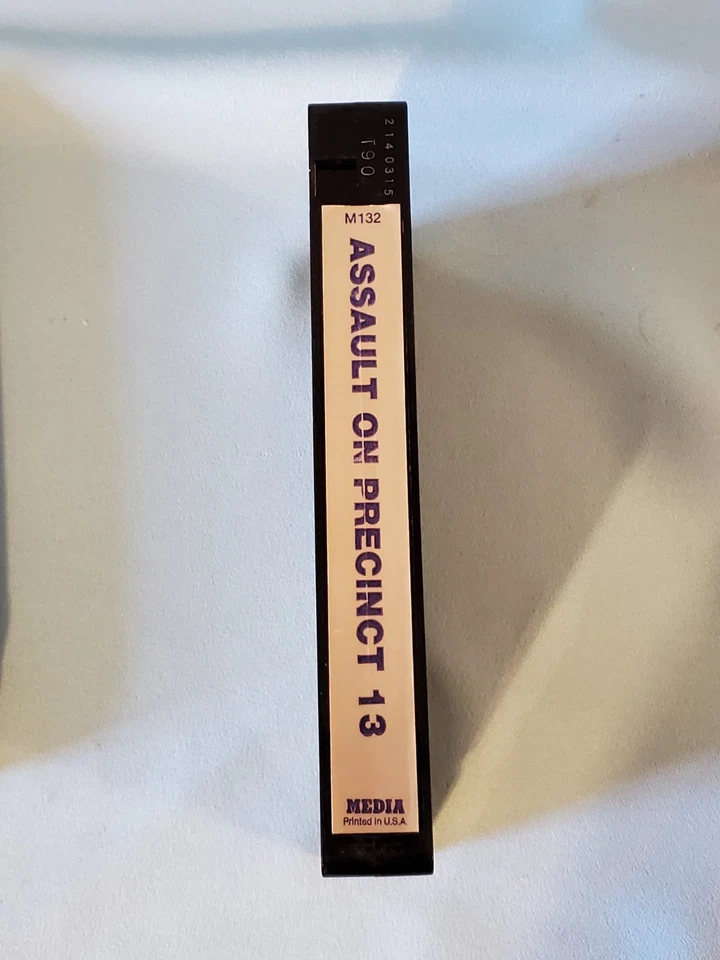 2140315
T90
M132
ASSAULT ON PRECINCT 13
MEDIA
Printed in U.S.A.